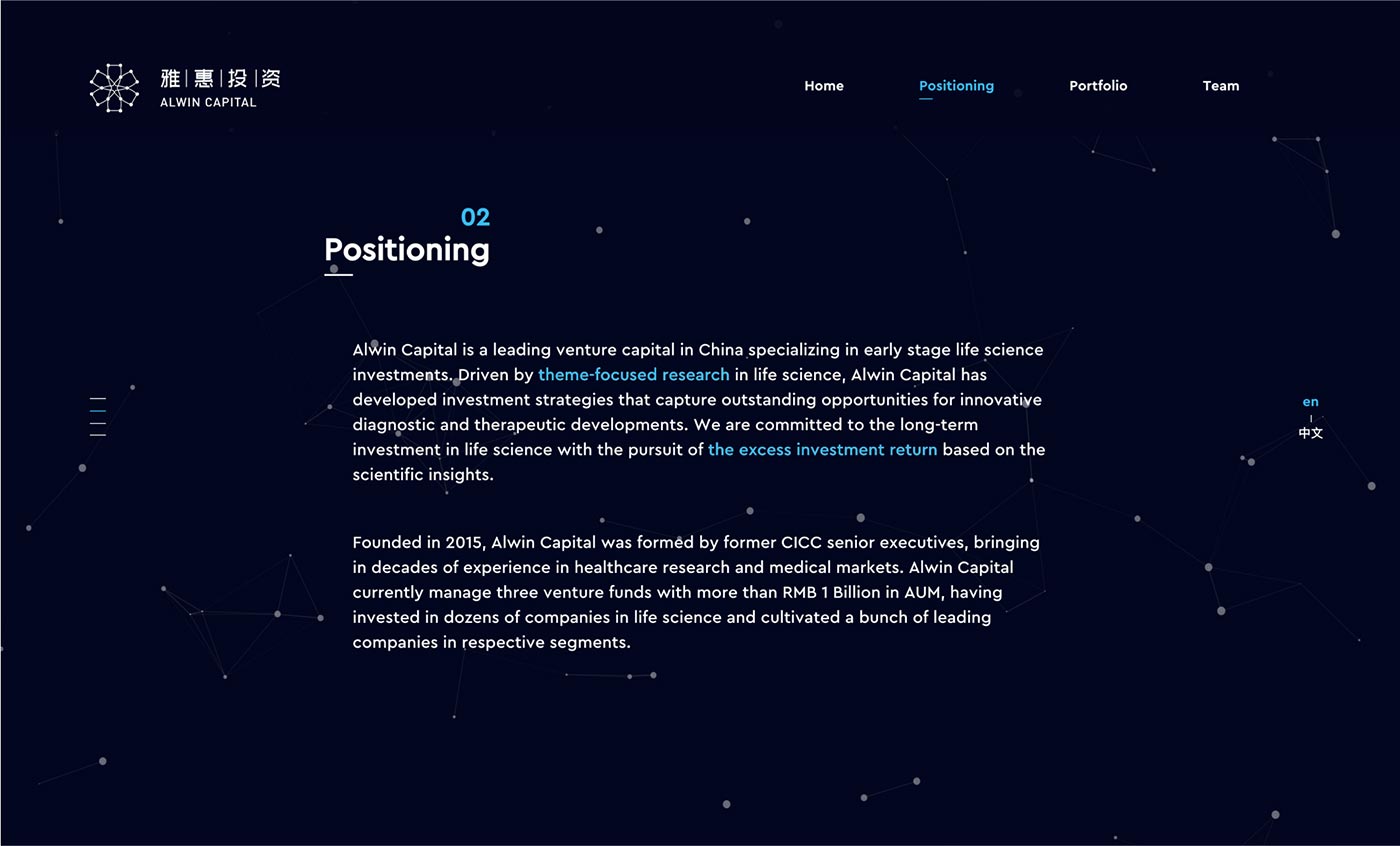 雅|惠|投|资
ALWIN CAPITAL
Home
Positioning
Portfolio
Team
02
Positioning
Alwin Capital is a leading venture capital in China specializing in early stage life science
investments. Driven by theme-focused research in life science, Alwin Capital has
developed investment strategies that capture outstanding opportunities for innovative
diagnostic and therapeutic developments. We are committed to the long-term
investment in life science with the pursuit of the excess investment return based on the
scientific insights.
Founded in 2015, Alwin Capital was formed by former CICC senior executives, bringing
in decades of experience in healthcare research and medical markets. Alwin Capital
currently manage three venture funds with more than RMB 1 Billion in AUM, having
invested in dozens of companies in life science and cultivated a bunch of leading
companies in respective segments.
en
中文